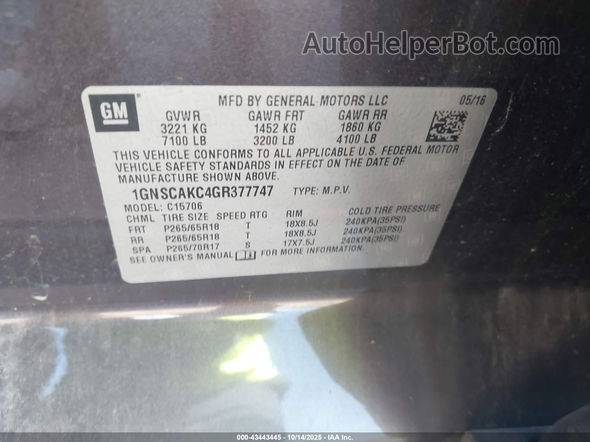 AutoHelperBot.com
GM
MFD BY GENERAL MOTORS LLC 05/16
GVWR GAWR FRT GAWR RR
3221 KG 1452 KG 1860 KG
7100 LB 3200 LB 4100 LB
THIS VEHICLE CONFORMS TO ALL APPLICABLE U.S. FEDERAL MOTOR
VEHICLE SAFETY STANDARDS IN EFFECT ON THE DATE OF
MANUFACTURE SHOWN ABOVE.
1GNSCAKC4GR377747 TYPE: M.P.V.
MODEL: C15706
CHML TIRE SIZE SPEED RTG RIM COLD TIRE PRESSURE
FRT P265/65R18 T 18X8.5J 240KPA(35PSI)
RR P265/65R18 T 18X8.5J 240KPA(35PSI)
SPA P265/70R17 S 17X7.5J 240KPA(35PSI)
SEE OWNER'S MANUAL FOR MORE INFORMATION.
000-43443445 | 10/14/2025 | IAA Inc.